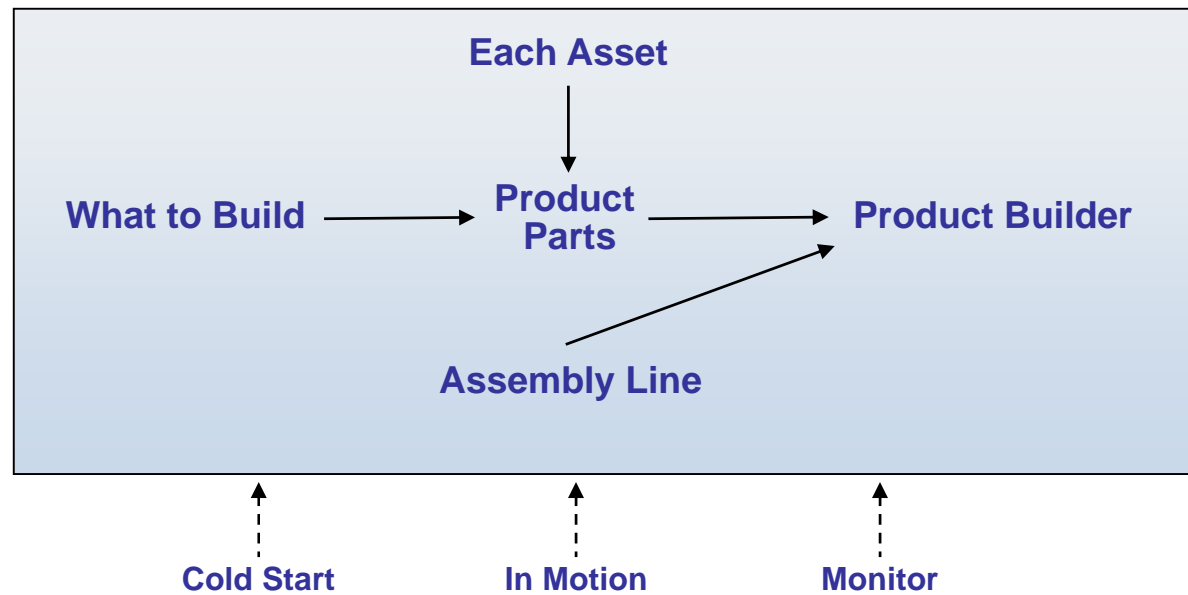 Each Asset
What to Build
Product
Parts
Product Builder
Assembly Line
Cold Start
In Motion
Monitor